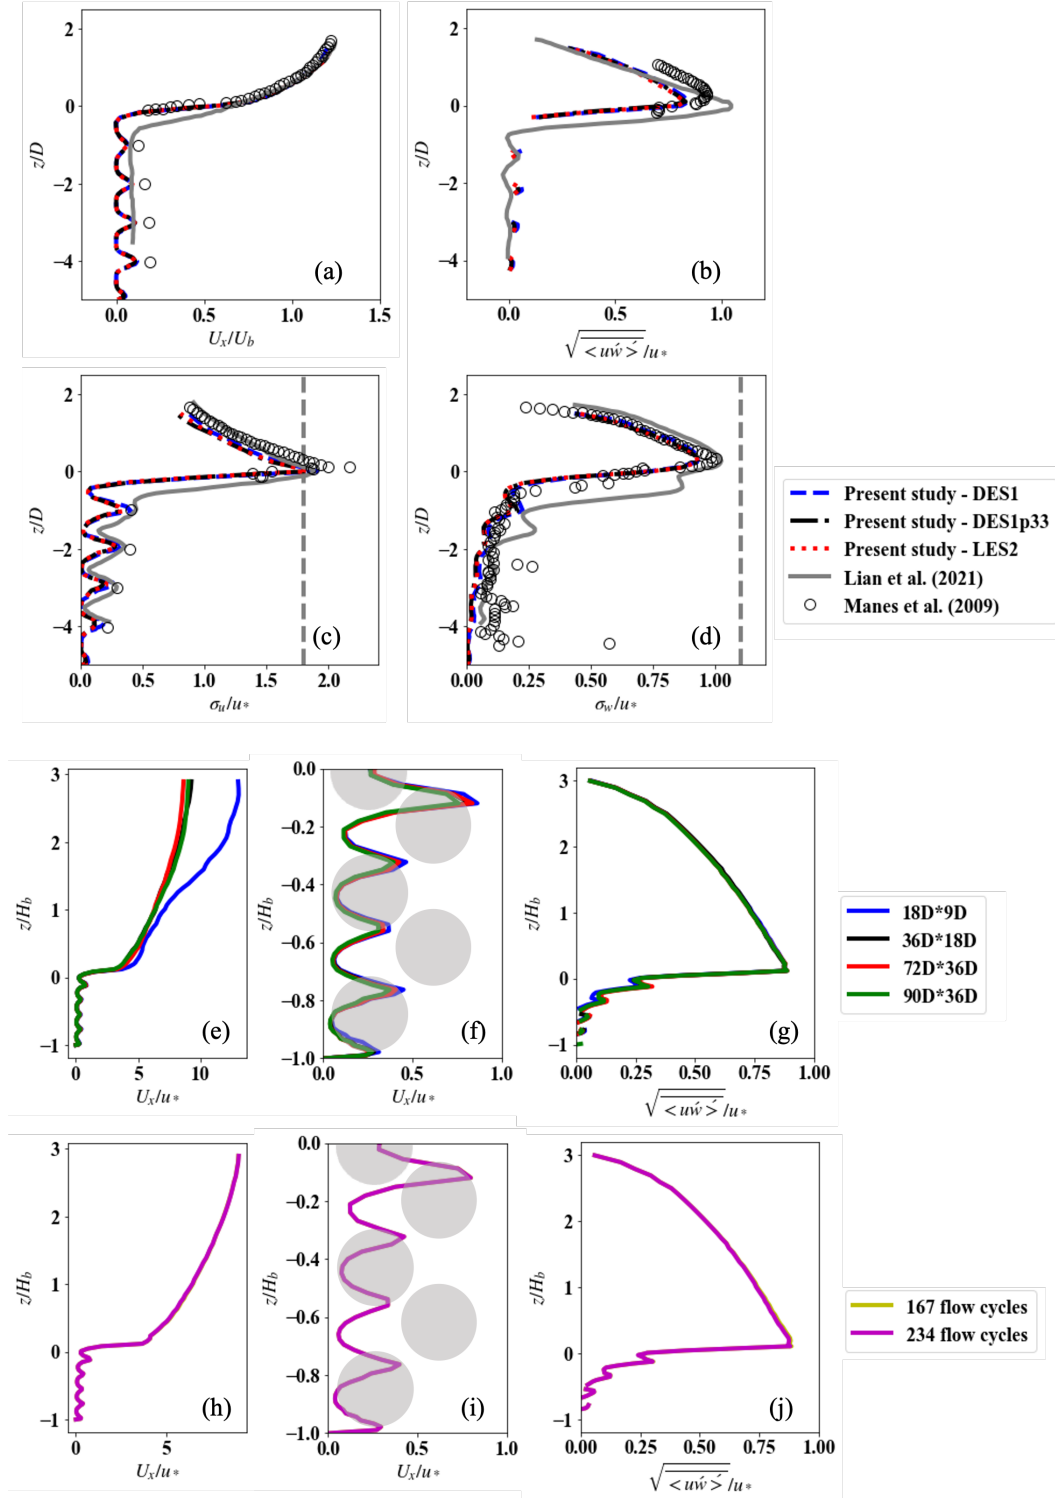 2
0
−2
−4
z/D
0.0 0.5 1.0 1.5
Uₓ/U_b
(a)
2
0
−2
−4
z/D
0.0 0.5 1.0
√<uẃ>/u*
(b)
2
0
−2
−4
z/D
0.0 0.5 1.0 1.5 2.0
σᵤ/u*
(c)
2
0
−2
−4
z/D
0.00 0.25 0.50 0.75 1.00
σ_w/u*
(d)
Present study - DES1
Present study - DES1p33
Present study - LES2
Lian et al. (2021)
Manes et al. (2009)
3
2
1
0
−1
z/H_b
0 5 10
Uₓ/u*
(e)
0.0
−0.2
−0.4
−0.6
−0.8
−1.0
z/H_b
0.0 0.5 1.0
Uₓ/u*
(f)
3
2
1
0
−1
z/H_b
0.00 0.25 0.50 0.75 1.00
√<uẃ>/u*
(g)
18D*9D
36D*18D
72D*36D
90D*36D
3
2
1
0
−1
z/H_b
0 5
Uₓ/u*
(h)
0.0
−0.2
−0.4
−0.6
−0.8
−1.0
z/H_b
0.0 0.5 1.0
Uₓ/u*
(i)
3
2
1
0
−1
z/H_b
0.00 0.25 0.50 0.75 1.00
√<uẃ>/u*
(j)
167 flow cycles
234 flow cycles